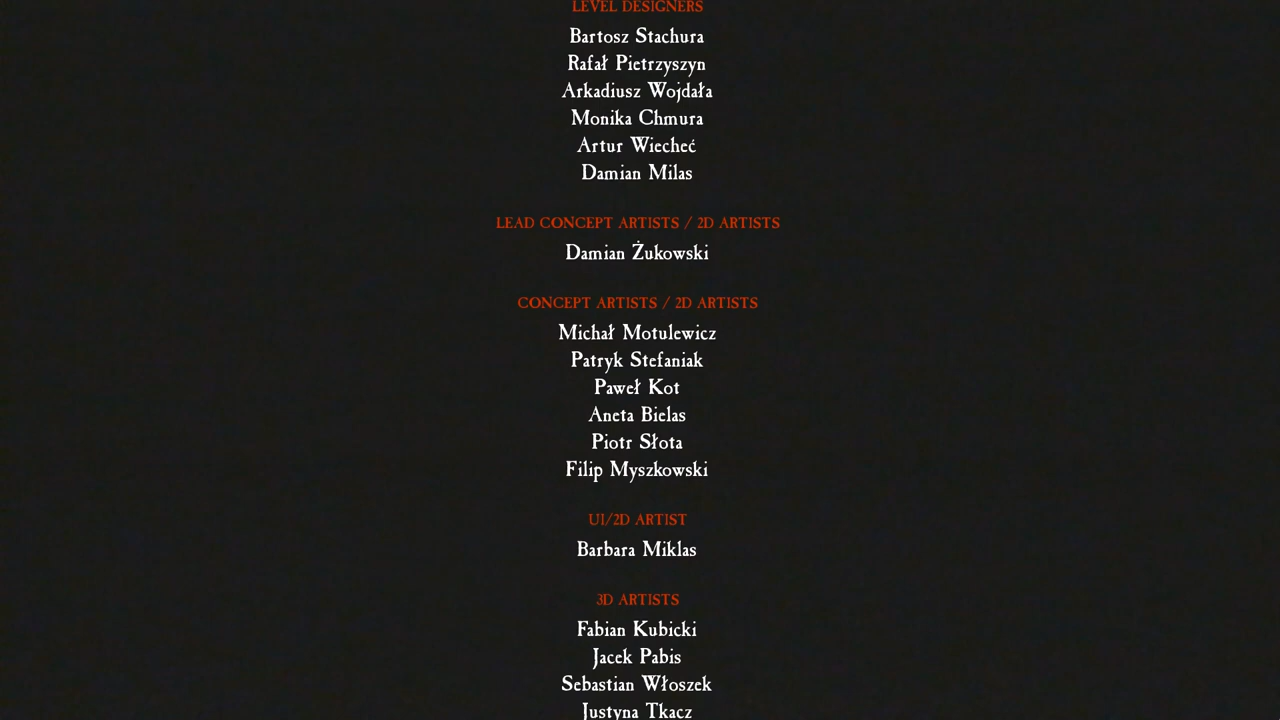 LEVEL DESIGNERS
Bartosz Stachura
Rafał Pietrzyszyn
Arkadiusz Wojdała
Monika Chmura
Artur Wiecheć
Damian Milas
LEAD CONCEPT ARTISTS / 2D ARTISTS
Damian Żukowski
CONCEPT ARTISTS / 2D ARTISTS
Michał Motulewicz
Patryk Stefaniak
Paweł Kot
Aneta Bielas
Piotr Słota
Filip Myszkowski
UI/2D ARTIST
Barbara Miklas
3D ARTISTS
Fabian Kubicki
Jacek Pabis
Sebastian Włoszek
Justyna Tkacz